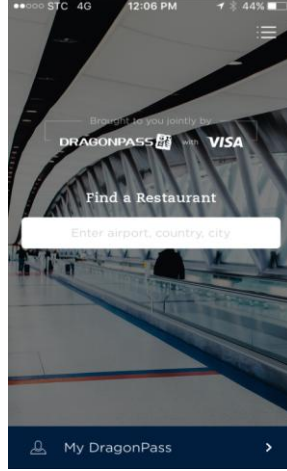 STC 4G 12:06 PM 44%
Brought to you jointly by
DRAGONPASS with VISA
Find a Restaurant
Enter airport, country, city
My DragonPass